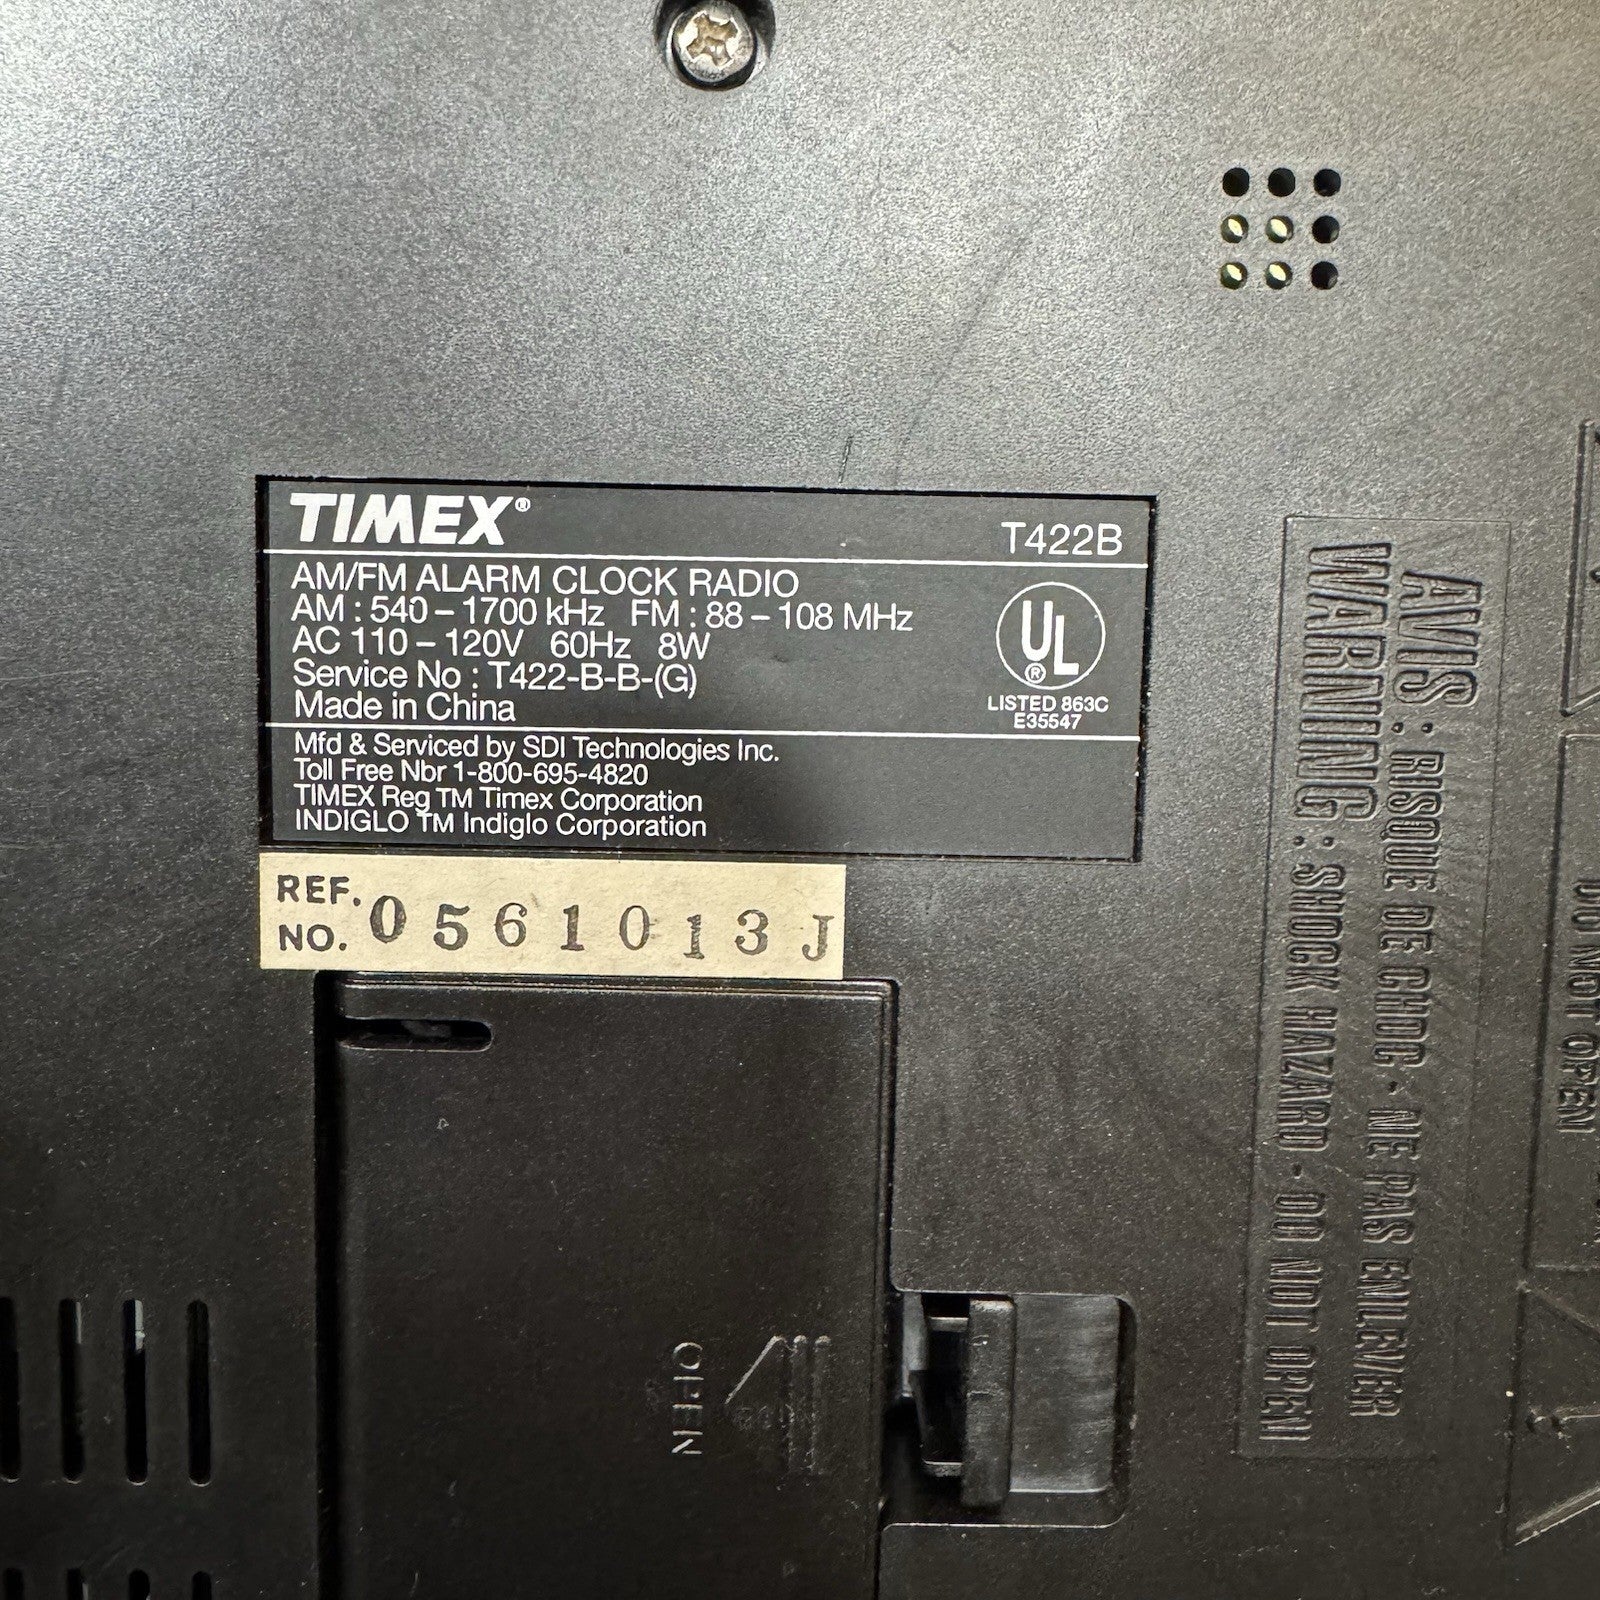 TIMEX®
T422B
AM/FM ALARM CLOCK RADIO
AM : 540 – 1700 kHz FM : 88 – 108 MHz
AC 110 – 120V 60Hz 8W
Service No : T422-B-B-(G)
Made in China
UL®
LISTED 863C
E35547
Mfd & Serviced by SDI Technologies Inc.
Toll Free Nbr 1-800-695-4820
TIMEX Reg TM Timex Corporation
INDIGLO TM Indiglo Corporation
REF.
NO. 0561013J
OPEN
AVIS : RISQUE DE CHOC - NE PAS ENLEVER
WARNING : SHOCK HAZARD - DO NOT OPEN
DO NOT OPEN